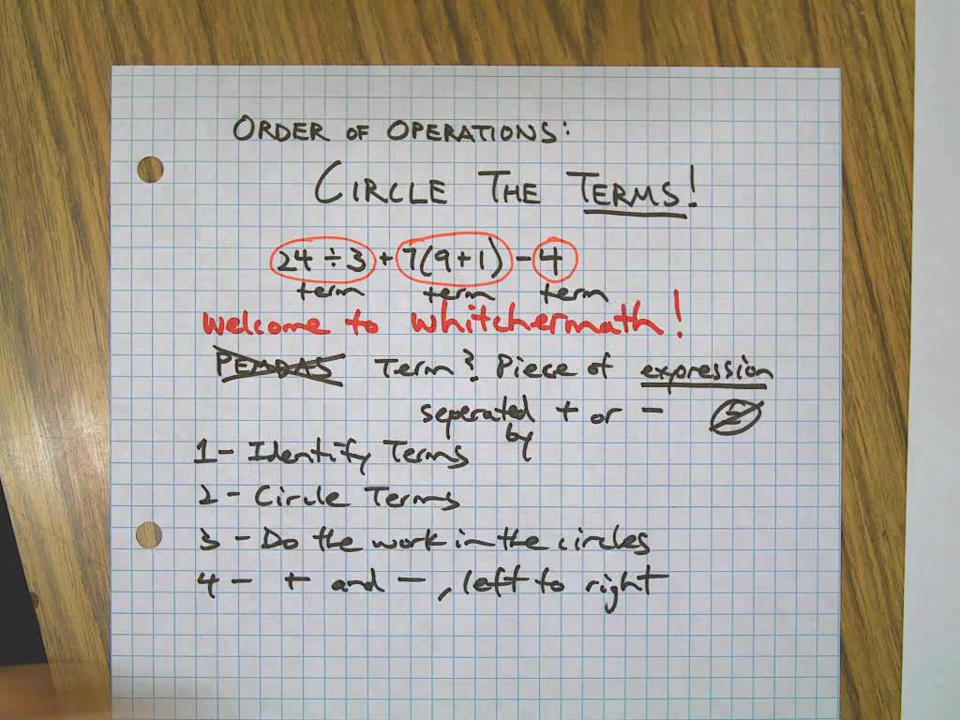 ORDER OF OPERATIONS:
CIRCLE THE TERMS!
24 ÷ 3 + 7(9+1) - 4
term term term
welcome to whitchermath!
PEMDAS Term? Piece of expression
seperated by + or -
1- Identify Terms
2 - Circle Terms
3 - Do the work in the circles
4 - + and -, left to right